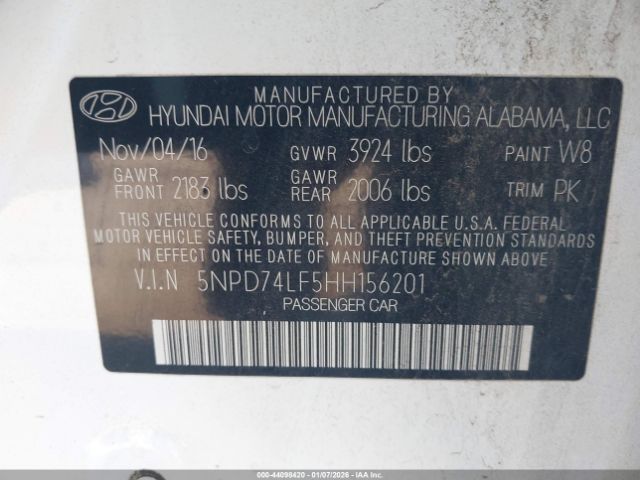 MANUFACTURED BY
HYUNDAI MOTOR MANUFACTURING ALABAMA, LLC
Nov/04/16 GVWR 3924 lbs PAINT W8
GAWR FRONT 2183 lbs GAWR REAR 2006 lbs TRIM PK
THIS VEHICLE CONFORMS TO ALL APPLICABLE U.S.A. FEDERAL
MOTOR VEHICLE SAFETY, BUMPER, AND THEFT PREVENTION STANDARDS
IN EFFECT ON THE DATE OF MANUFACTURE SHOWN ABOVE.
V.I.N 5NPD74LF5HH156201
PASSENGER CAR
000-44098420 - 01/07/2026 - IAAI.COM